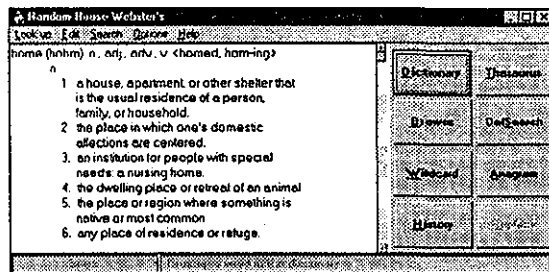 Random House Webster's
Look up Edit Search Options Help
home (hohm) n., adj., adv., v. <homed, hom-ing>
n.
1 a house, apartment, or other shelter that
is the usual residence of a person,
family, or household.
2 the place in which one's domestic
affections are centered.
3. an institution for people with special
needs: a nursing home.
4. the dwelling place or retreat of an animal
5. the place or region where something is
native or most common
6. any place of residence or refuge.
Dictionary Thesaurus
Browse DefSearch
Wildcard Anagram
History